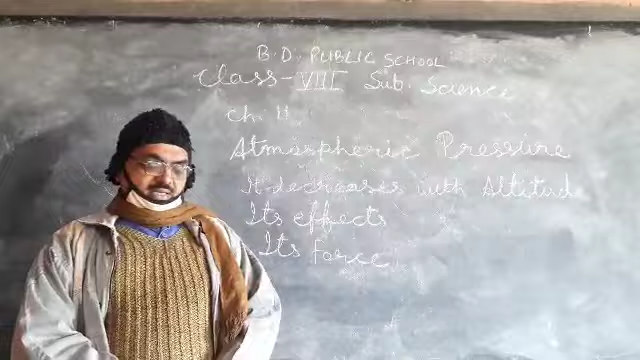 B.D. PUBLIC SCHOOL
Class-VIII Sub. Science
Ch. 11.
Atmospheric Pressure
It decreases with Altitude
Its effects
Its force